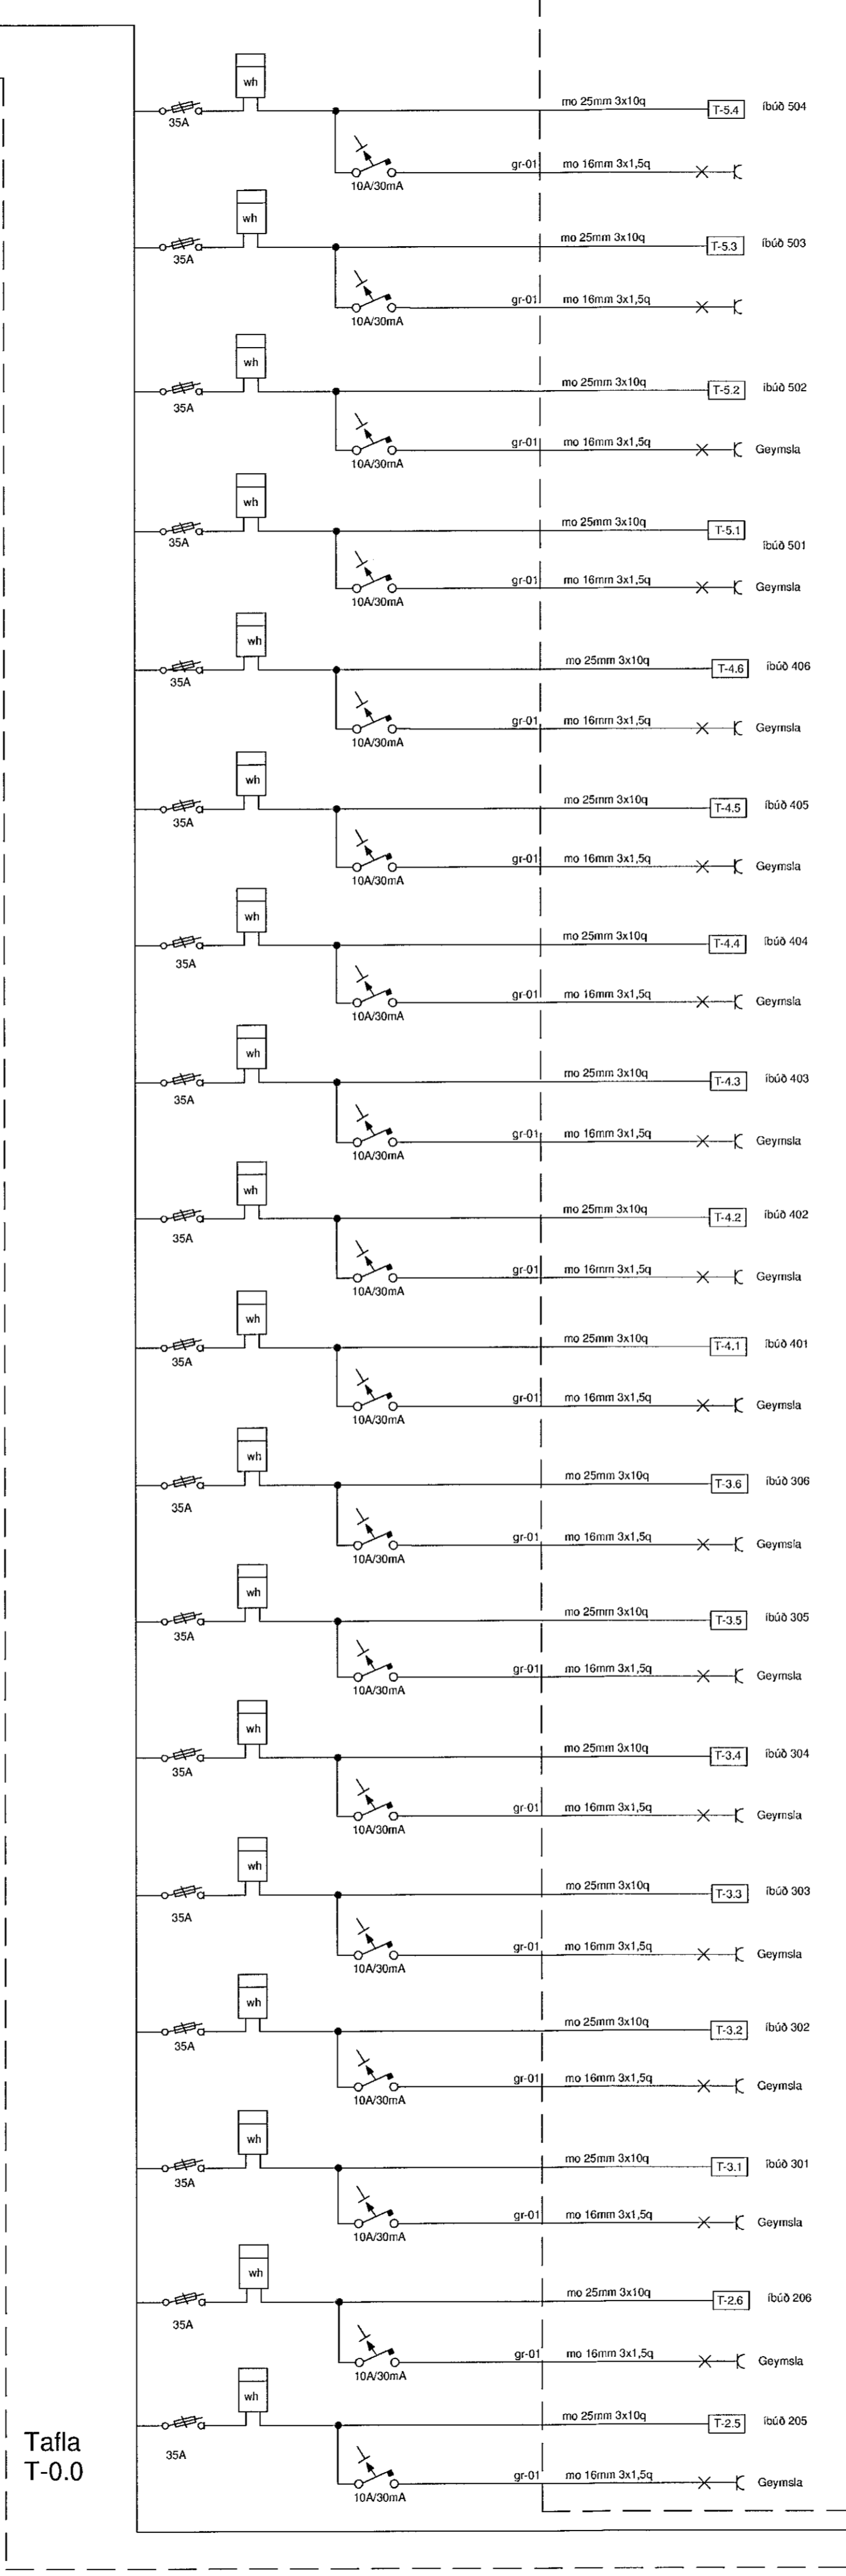 wh
mo 25mm 3x10q T-5.4 íbúð 504
35A
gr-01 mo 16mm 3x1,5q
10A/30mA
wh
mo 25mm 3x10q T-5.3 íbúð 503
35A
gr-01 mo 16mm 3x1,5q
10A/30mA
wh
mo 25mm 3x10q T-5.2 íbúð 502
35A
gr-01 mo 16mm 3x1,5q Geymsla
10A/30mA
wh
mo 25mm 3x10q T-5.1
35A íbúð 501
gr-01 mo 16mm 3x1,5q Geymsla
10A/30mA
wh
mo 25mm 3x10q T-4.6 íbúð 406
35A
gr-01 mo 16mm 3x1,5q Geymsla
10A/30mA
wh
mo 25mm 3x10q T-4.5 íbúð 405
35A
gr-01 mo 16mm 3x1,5q Geymsla
10A/30mA
wh
mo 25mm 3x10q T-4.4 íbúð 404
35A
gr-01 mo 16mm 3x1,5q Geymsla
10A/30mA
wh
mo 25mm 3x10q T-4.3 íbúð 403
35A
gr-01 mo 16mm 3x1,5q Geymsla
10A/30mA
wh
mo 25mm 3x10q T-4.2 íbúð 402
35A
gr-01 mo 16mm 3x1,5q Geymsla
10A/30mA
wh
mo 25mm 3x10q T-4.1 íbúð 401
35A
gr-01 mo 16mm 3x1,5q Geymsla
10A/30mA
wh
mo 25mm 3x10q T-3.6 íbúð 306
35A
gr-01 mo 16mm 3x1,5q Geymsla
10A/30mA
wh
mo 25mm 3x10q T-3.5 íbúð 305
35A
gr-01 mo 16mm 3x1,5q Geymsla
10A/30mA
wh
mo 25mm 3x10q T-3.4 íbúð 304
35A
gr-01 mo 16mm 3x1,5q Geymsla
10A/30mA
wh
mo 25mm 3x10q T-3.3 íbúð 303
35A
gr-01 mo 16mm 3x1,5q Geymsla
10A/30mA
wh
mo 25mm 3x10q T-3.2 íbúð 302
35A
gr-01 mo 16mm 3x1,5q Geymsla
10A/30mA
wh
mo 25mm 3x10q T-3.1 íbúð 301
35A
gr-01 mo 16mm 3x1,5q Geymsla
10A/30mA
wh
mo 25mm 3x10q T-2.6 íbúð 206
35A
gr-01 mo 16mm 3x1,5q Geymsla
10A/30mA
wh
mo 25mm 3x10q T-2.5 íbúð 205
35A
gr-01 mo 16mm 3x1,5q Geymsla
10A/30mA
Tafla
T-0.0